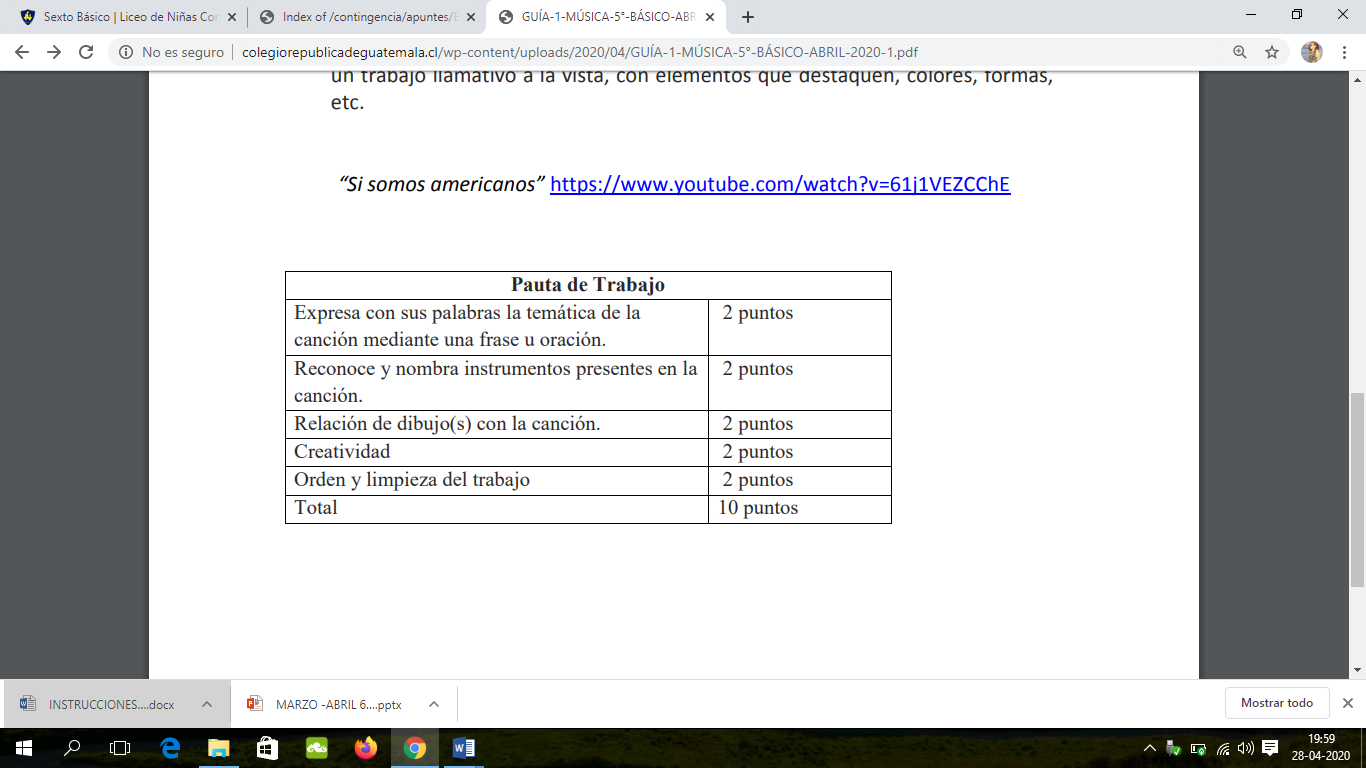 Sexto Básico | Liceo de Niñas Con
Index of /contingencia/apuntes/E
GUÍA-1-MÚSICA-5°-BÁSICO-ABR
No es seguro
colegiorepublicadeguatemala.cl/wp-content/uploads/2020/04/GUÍA-1-MÚSICA-5°-BÁSICO-ABRIL-2020-1.pdf
un trabajo llamativo a la vista, con elementos que destaquen, colores, formas,
etc.
“Si somos americanos” https://www.youtube.com/watch?v=61j1VEZCChE
Pauta de Trabajo
Expresa con sus palabras la temática de la 2 puntos
canción mediante una frase u oración.
Reconoce y nombra instrumentos presentes en la 2 puntos
canción.
Relación de dibujo(s) con la canción. 2 puntos
Creatividad 2 puntos
Orden y limpieza del trabajo 2 puntos
Total 10 puntos
INSTRUCCIONES....docx
MARZO -ABRIL 6....pptx
Mostrar todo
19:59
28-04-2020